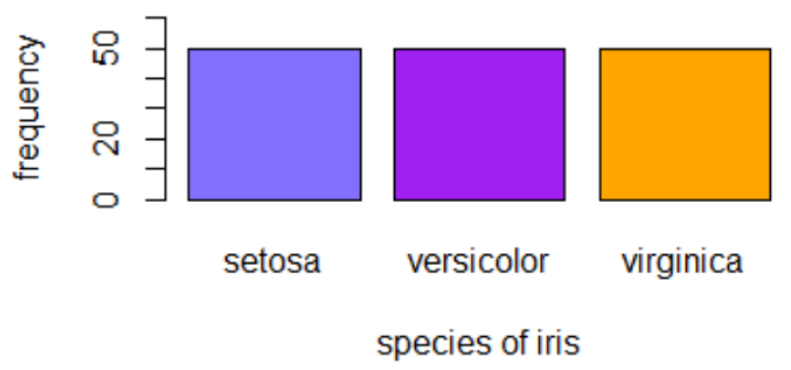 frequency
50
20
0
setosa versicolor virginica
species of iris